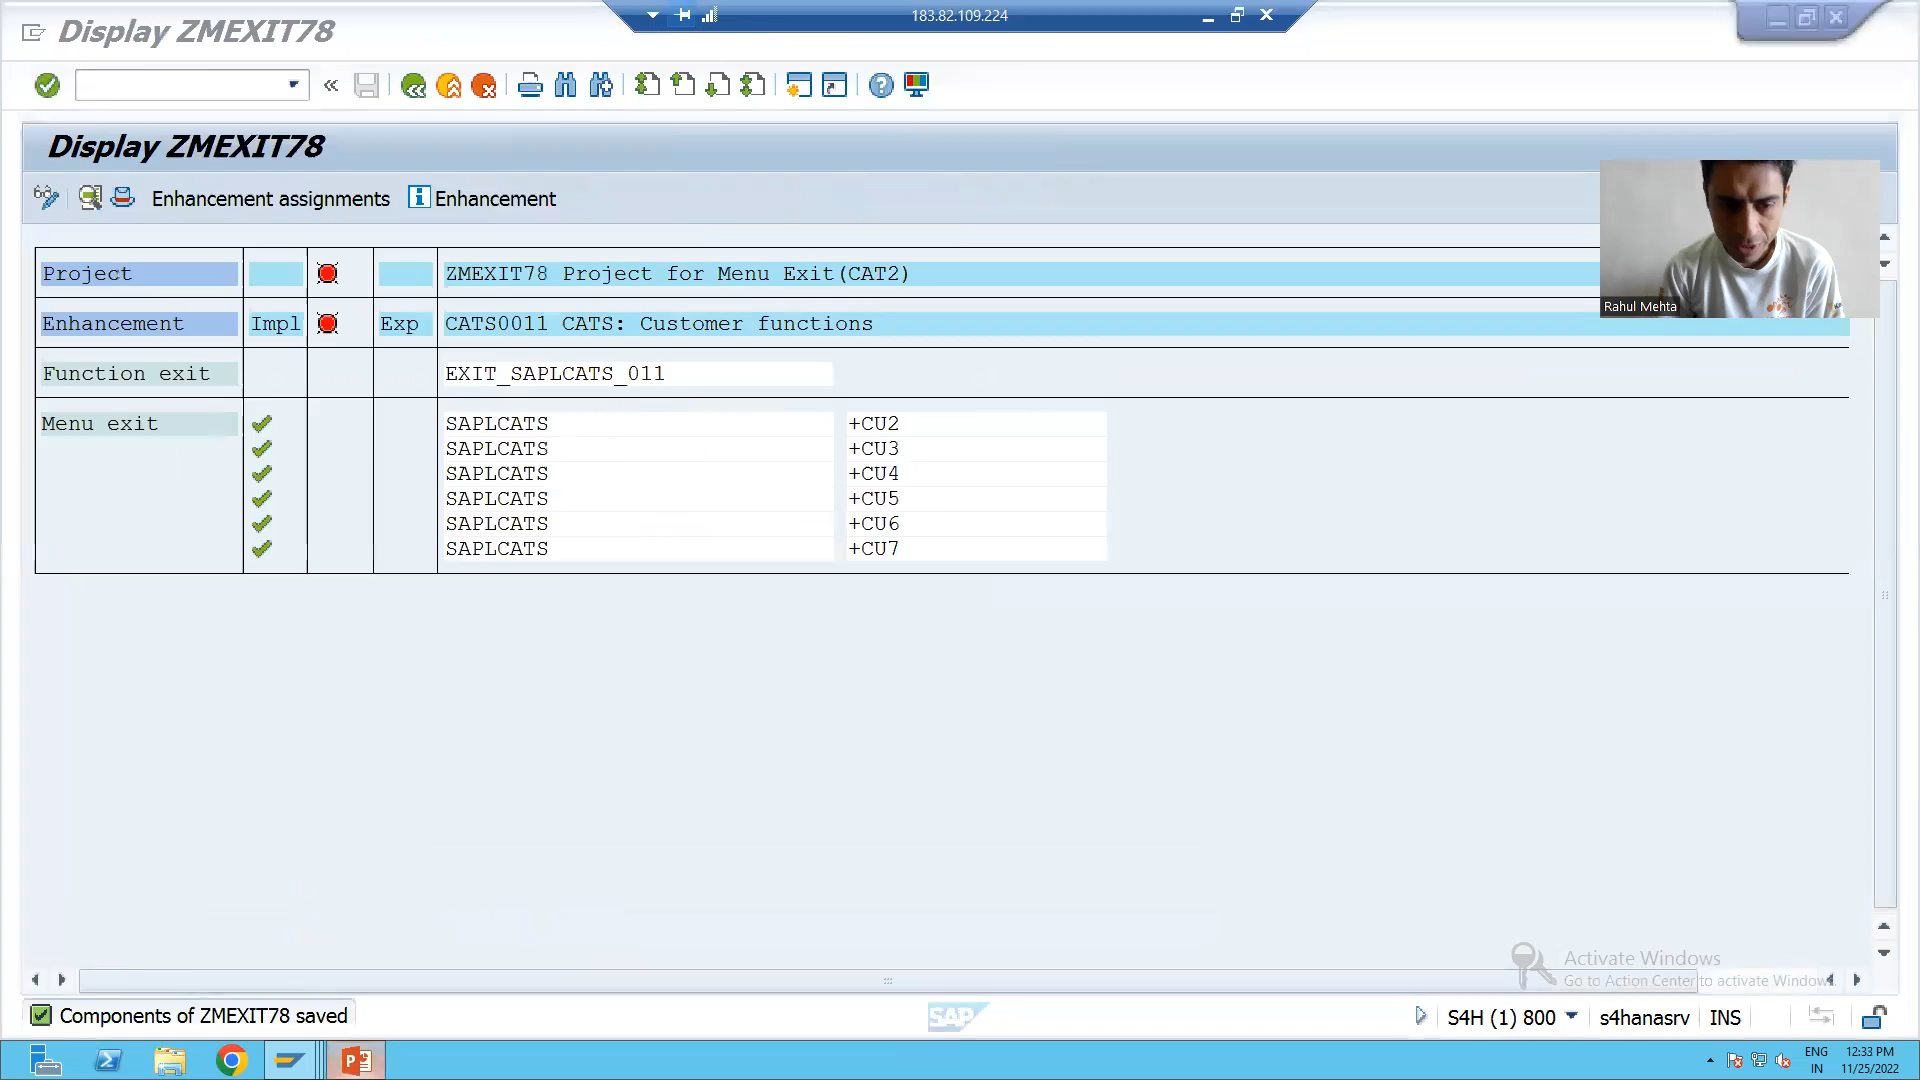 183.82.109.224
Display ZMEXIT78
Display ZMEXIT78
Enhancement assignments
Enhancement
Project
ZMEXIT78 Project for Menu Exit(CAT2)
Enhancement Impl Exp CATS0011 CATS: Customer functions
Function exit EXIT_SAPLCATS_011
Menu exit SAPLCATS +CU2
SAPLCATS +CU3
SAPLCATS +CU4
SAPLCATS +CU5
SAPLCATS +CU6
SAPLCATS +CU7
Rahul Mehta
Activate Windows
Go to Action Center to activate Windows.
Components of ZMEXIT78 saved
SAP
S4H (1) 800
s4hanasrv
INS
ENG
IN
12:33 PM
11/25/2022